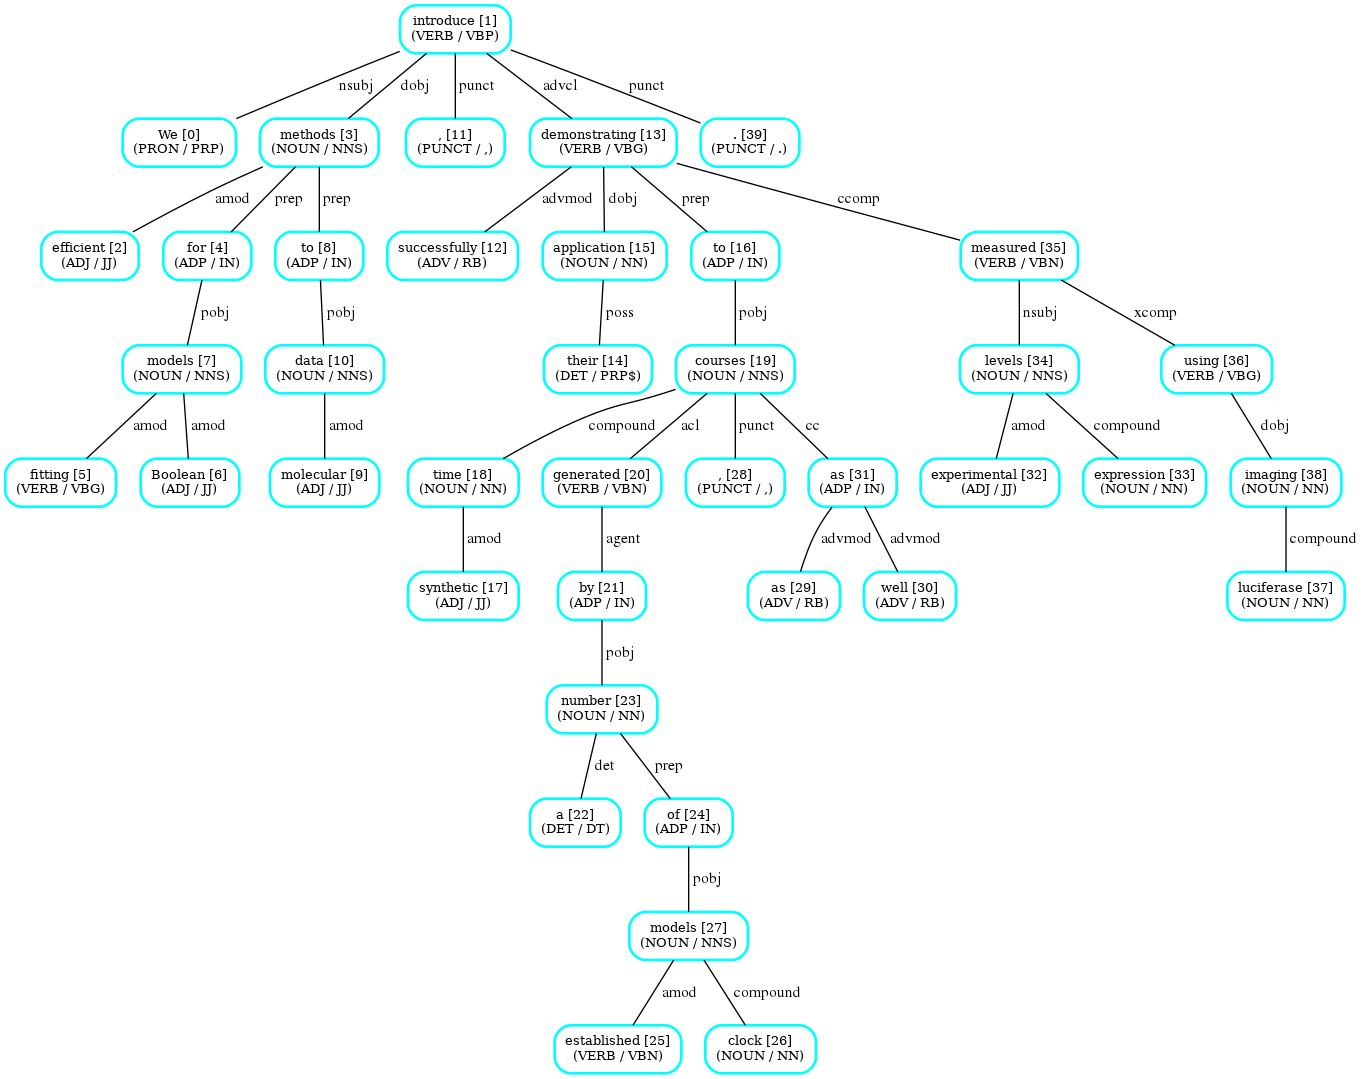 introduce [1]
(VERB / VBP)
nsubj
dobj
punct
advcl
punct
We [0]
(PRON / PRP)
methods [3]
(NOUN / NNS)
, [11]
(PUNCT / ,)
demonstrating [13]
(VERB / VBG)
. [39]
(PUNCT / .)
amod
prep
prep
advmod
dobj
prep
ccomp
efficient [2]
(ADJ / JJ)
for [4]
(ADP / IN)
to [8]
(ADP / IN)
successfully [12]
(ADV / RB)
application [15]
(NOUN / NN)
to [16]
(ADP / IN)
measured [35]
(VERB / VBN)
pobj
pobj
poss
pobj
nsubj
xcomp
models [7]
(NOUN / NNS)
data [10]
(NOUN / NNS)
their [14]
(DET / PRP$)
courses [19]
(NOUN / NNS)
levels [34]
(NOUN / NNS)
using [36]
(VERB / VBG)
amod
amod
amod
compound
acl
punct
cc
amod
compound
dobj
fitting [5]
(VERB / VBG)
Boolean [6]
(ADJ / JJ)
molecular [9]
(ADJ / JJ)
time [18]
(NOUN / NN)
generated [20]
(VERB / VBN)
, [28]
(PUNCT / ,)
as [31]
(ADP / IN)
experimental [32]
(ADJ / JJ)
expression [33]
(NOUN / NN)
imaging [38]
(NOUN / NN)
amod
agent
advmod
advmod
compound
synthetic [17]
(ADJ / JJ)
by [21]
(ADP / IN)
as [29]
(ADV / RB)
well [30]
(ADV / RB)
luciferase [37]
(NOUN / NN)
pobj
number [23]
(NOUN / NN)
det
prep
a [22]
(DET / DT)
of [24]
(ADP / IN)
pobj
models [27]
(NOUN / NNS)
amod
compound
established [25]
(VERB / VBN)
clock [26]
(NOUN / NN)